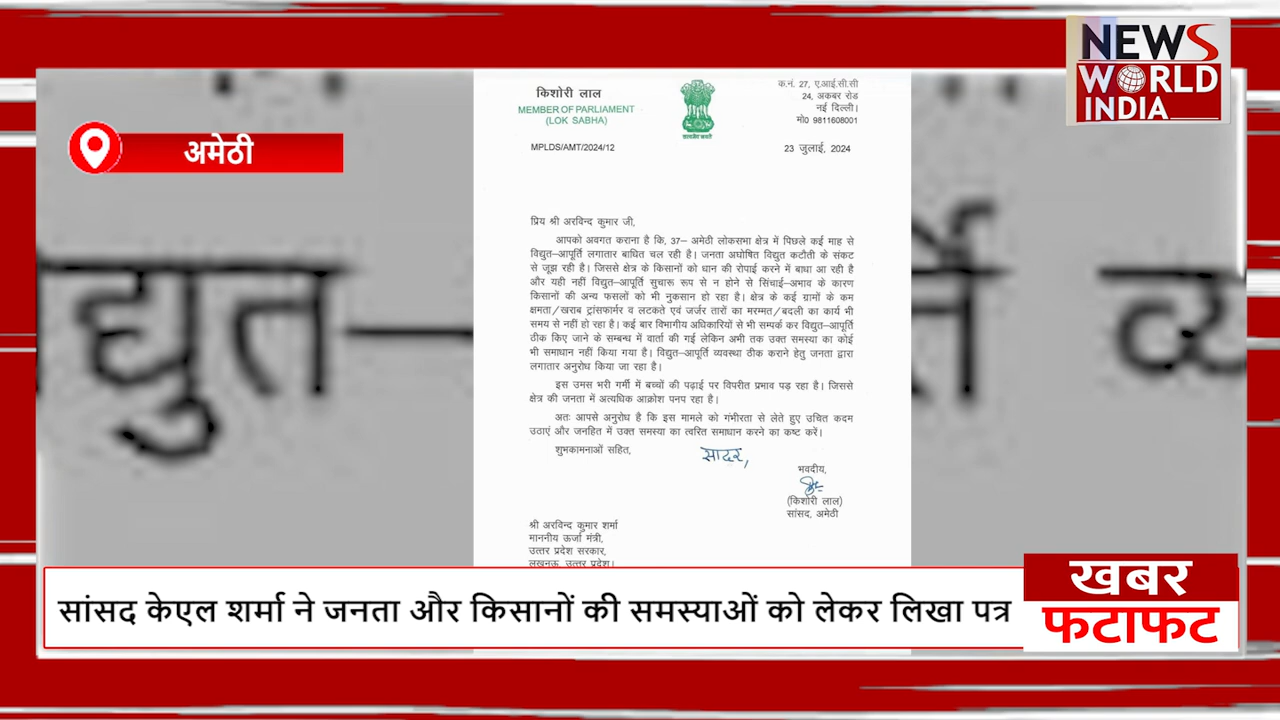 NEWS
WORLD
INDIA
अमेठी
किशोरी लाल
MEMBER OF PARLIAMENT
(LOK SABHA)
सत्यमेव जयते
क.नं. 27, ए.आई.सी.सी
24, अकबर रोड
नई दिल्ली।
मो0 9811608001
MPLDS/AMT/2024/12
23 जुलाई, 2024
प्रिय श्री अरविन्द कुमार जी,
आपको अवगत कराना है कि, 37– अमेठी लोकसभा क्षेत्र में पिछले कई माह से
विद्युत–आपूर्ति लगातार बाधित चल रही है। जनता अघोषित विद्युत कटौती के संकट
से जूझ रही है। जिससे क्षेत्र के किसानों को धान की रोपाई करने में बाधा आ रही है
और यही नहीं विद्युत–आपूर्ति सुचारू रूप से न होने से सिंचाई–अभाव के कारण
किसानों की अन्य फसलों को भी नुकसान हो रहा है। क्षेत्र के कई ग्रामों के कम
क्षमता/खराब ट्रांसफार्मर व लटकते एवं जर्जर तारों का मरम्मत/बदली का कार्य भी
समय से नहीं हो रहा है। कई बार विभागीय अधिकारियों से भी सम्पर्क कर विद्युत–आपूर्ति
ठीक किए जाने के सम्बन्ध में वार्ता की गई लेकिन अभी तक उक्त समस्या का कोई
भी समाधान नहीं किया गया है। विद्युत–आपूर्ति व्यवस्था ठीक कराने हेतु जनता द्वारा
लगातार अनुरोध किया जा रहा है।
इस उमस भरी गर्मी में बच्चों की पढ़ाई पर विपरीत प्रभाव पड़ रहा है। जिससे
क्षेत्र की जनता में अत्यधिक आक्रोश पनप रहा है।
अतः आपसे अनुरोध है कि इस मामले को गंभीरता से लेते हुए उचित कदम
उठाएं और जनहित में उक्त समस्या का त्वरित समाधान करने का कष्ट करें।
शुभकामनाओं सहित,
सादर,
भवदीय,
(किशोरी लाल)
सांसद, अमेठी
श्री अरविन्द कुमार शर्मा
माननीय ऊर्जा मंत्री,
उत्तर प्रदेश सरकार,
लखनऊ, उत्तर प्रदेश।
सांसद केएल शर्मा ने जनता और किसानों की समस्याओं को लेकर लिखा पत्र
खबर
फटाफट